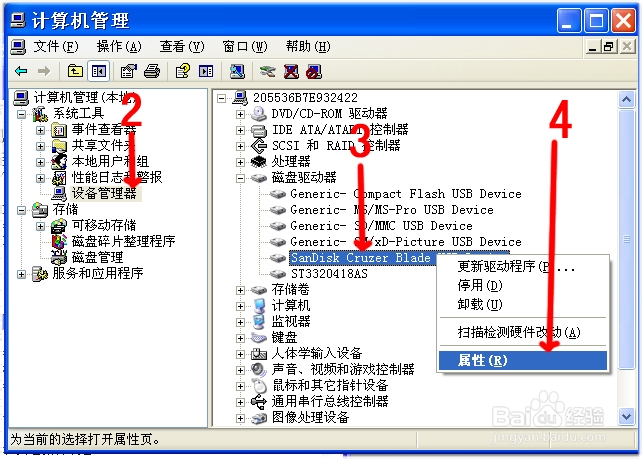 计算机管理
文件(F) 操作(A) 查看(V) 窗口(W) 帮助(H)
计算机管理(本地)
系统工具
事件查看器
共享文件夹
本地用户和组
性能日志和警报
设备管理器
存储
可移动存储
磁盘碎片整理程序
磁盘管理
服务和应用程序
2
205536B7E932422
DVD/CD-ROM 驱动器
IDE ATA/ATAPI 控制器
SCSI 和 RAID 控制器
处理器
磁盘驱动器
Generic- Compact Flash USB Device
Generic- MS/MS-Pro USB Device
Generic- SD/MMC USB Device
Generic- SM/xD-Picture USB Device
SanDisk Cruzer Blade
ST3320418AS
存储卷
计算机
监视器
键盘
人体学输入设备
声音、视频和游戏控制器
鼠标和其它指针设备
通用串行总线控制器
图像处理设备
3
4
更新驱动程序(P)...
停用(D)
卸载(U)
扫描检测硬件改动(A)
属性(R)
为当前的选择打开属性页。
Baidu 经验
jingyan.baidu.com